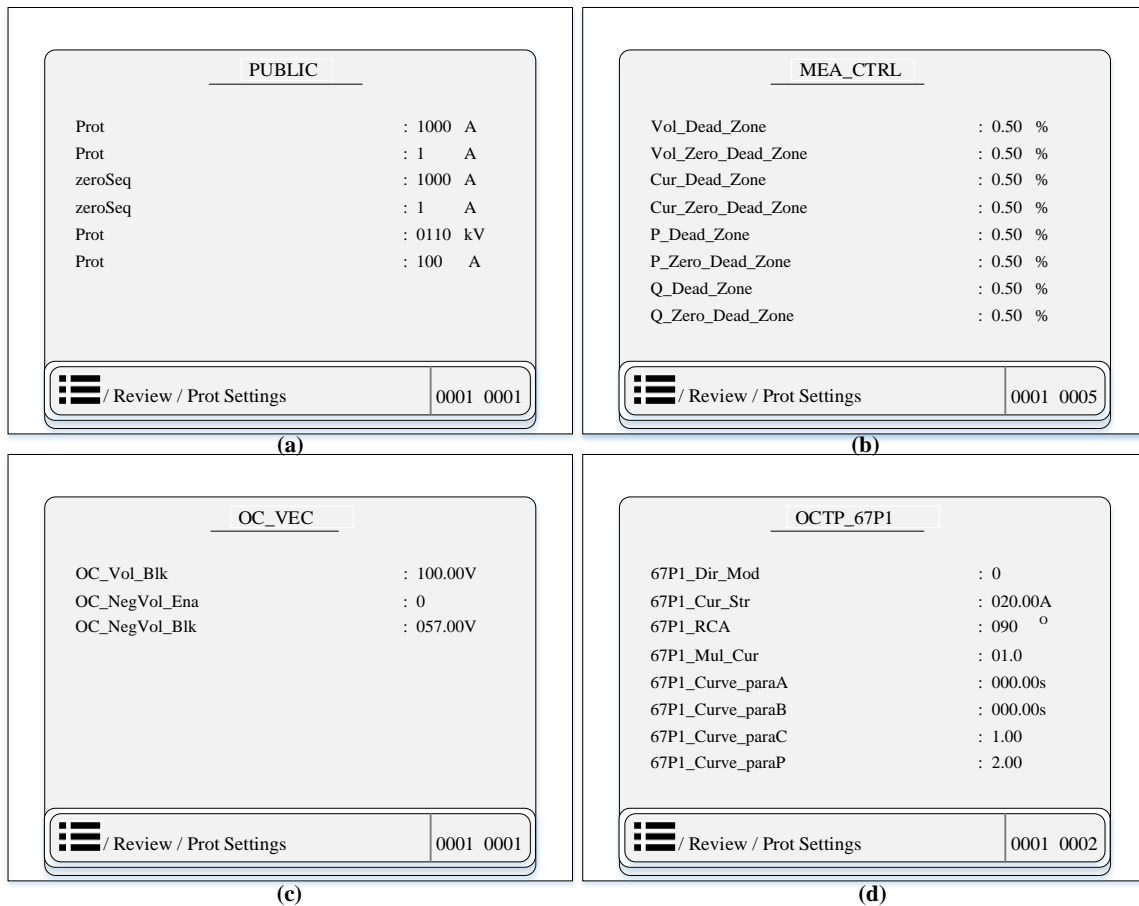 PUBLIC
Prot : 1000 A
Prot : 1 A
zeroSeq : 1000 A
zeroSeq : 1 A
Prot : 0110 kV
Prot : 100 A
/ Review / Prot Settings 0001 0001
(a)
MEA_CTRL
Vol_Dead_Zone : 0.50 %
Vol_Zero_Dead_Zone : 0.50 %
Cur_Dead_Zone : 0.50 %
Cur_Zero_Dead_Zone : 0.50 %
P_Dead_Zone : 0.50 %
P_Zero_Dead_Zone : 0.50 %
Q_Dead_Zone : 0.50 %
Q_Zero_Dead_Zone : 0.50 %
/ Review / Prot Settings 0001 0005
(b)
OC_VEC
OC_Vol_Blk : 100.00V
OC_NegVol_Ena : 0
OC_NegVol_Blk : 057.00V
/ Review / Prot Settings 0001 0001
(c)
OCTP_67P1
67P1_Dir_Mod : 0
67P1_Cur_Str : 020.00A
67P1_RCA : 090 O
67P1_Mul_Cur : 01.0
67P1_Curve_paraA : 000.00s
67P1_Curve_paraB : 000.00s
67P1_Curve_paraC : 1.00
67P1_Curve_paraP : 2.00
/ Review / Prot Settings 0001 0002
(d)